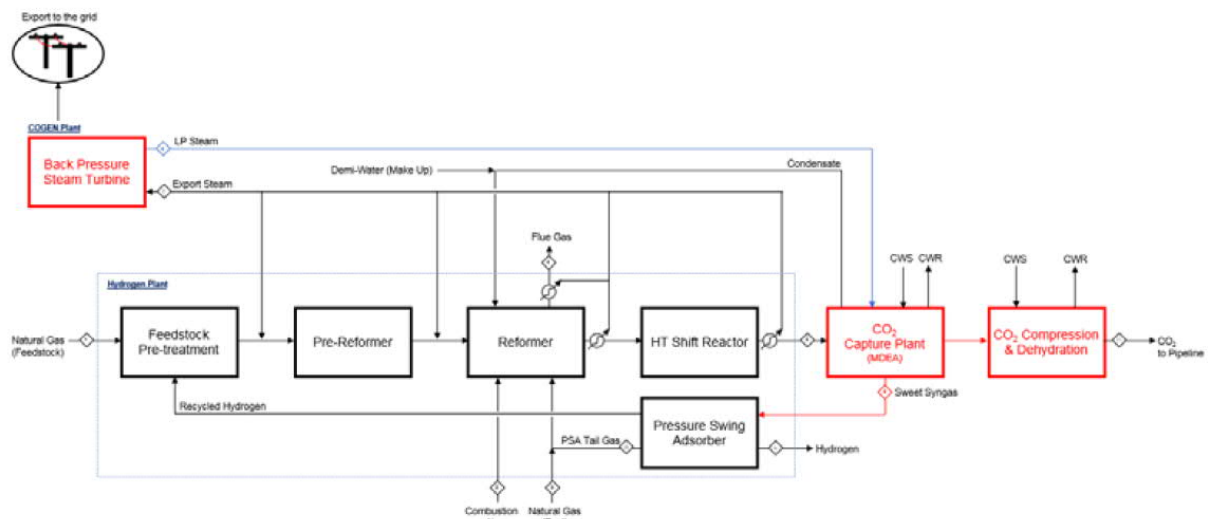 Export to the grid
COGEN Plant
Back Pressure
Steam Turbine
LP Steam
Export Steam
Demi-Water (Make Up)
Condensate
Flue Gas
CWS
CWR
CWS
CWR
Hydrogen Plant
Natural Gas
(Feedstock)
Feedstock
Pre-treatment
Pre-Reformer
Reformer
HT Shift Reactor
CO2
Capture Plant
(MDEA)
CO2 Compression
& Dehydration
CO2
to Pipeline
Sweet Syngas
Recycled Hydrogen
PSA Tail Gas
Pressure Swing
Adsorber
Hydrogen
Combustion
Natural Gas